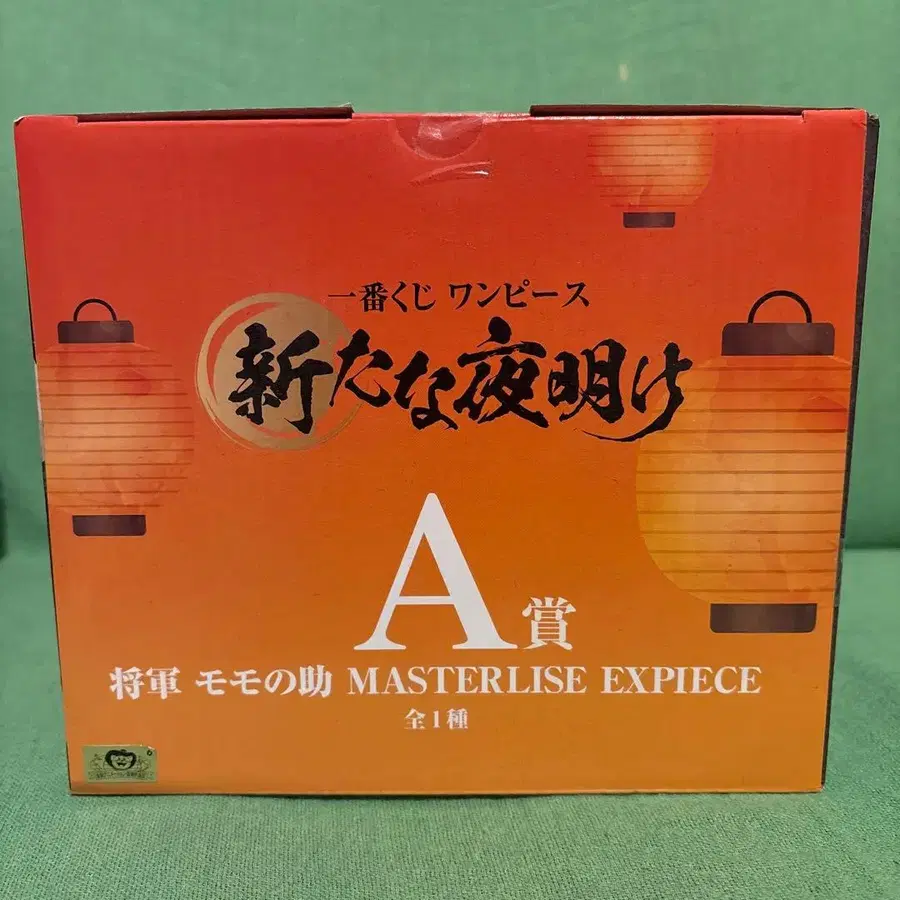 一番くじ ワンピース
新たな夜明け
A賞
将軍 モモの助 MASTERLISE EXPIECE
全1種